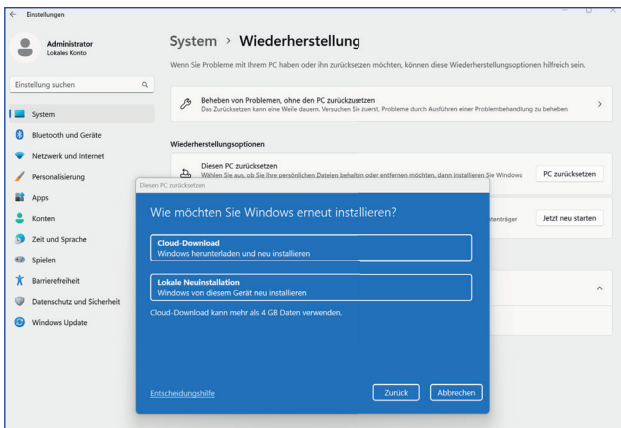 Einstellungen
Administrator
Lokales Konto
Einstellung suchen
System
Bluetooth und Geräte
Netzwerk und Internet
Personalisierung
Apps
Konten
Zeit und Sprache
Spielen
Barrierefreiheit
Datenschutz und Sicherheit
Windows Update
System > Wiederherstellung
Wenn Sie Probleme mit Ihrem PC haben oder ihn zurücksetzen möchten, können diese Wiederherstellungsoptionen hilfreich sein.
Beheben von Problemen, ohne den PC zurückzusetzen
Das Zurücksetzen kann eine Weile dauern. Versuchen Sie zuerst, Probleme durch Ausführen einer Problembehandlung zu beheben
Wiederherstellungsoptionen
Diesen PC zurücksetzen
Wählen Sie aus, ob Sie Ihre persönlichen Dateien behalten oder entfernen möchten, dann installieren Sie Windows
PC zurücksetzen
Jetzt neu starten
Diesen PC zurücksetzen
Wie möchten Sie Windows erneut installieren?
Cloud-Download
Windows herunterladen und neu installieren
Lokale Neuinstallation
Windows von diesem Gerät neu installieren
Cloud-Download kann mehr als 4 GB Daten verwenden.
Entscheidungshilfe
Zurück
Abbrechen